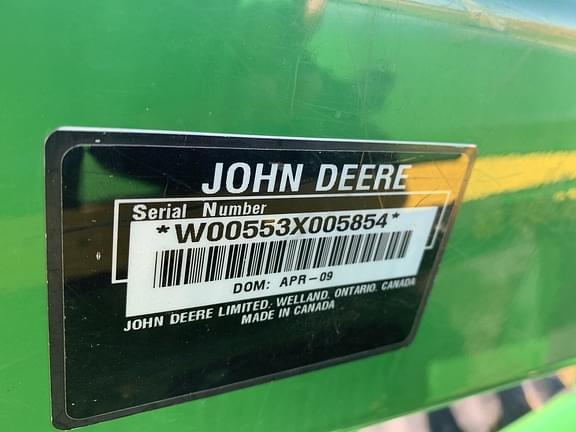 JOHN DEERE
Serial Number
*W00553X005854*
DOM: APR-09
JOHN DEERE LIMITED. WELLAND, ONTARIO. CANADA
MADE IN CANADA